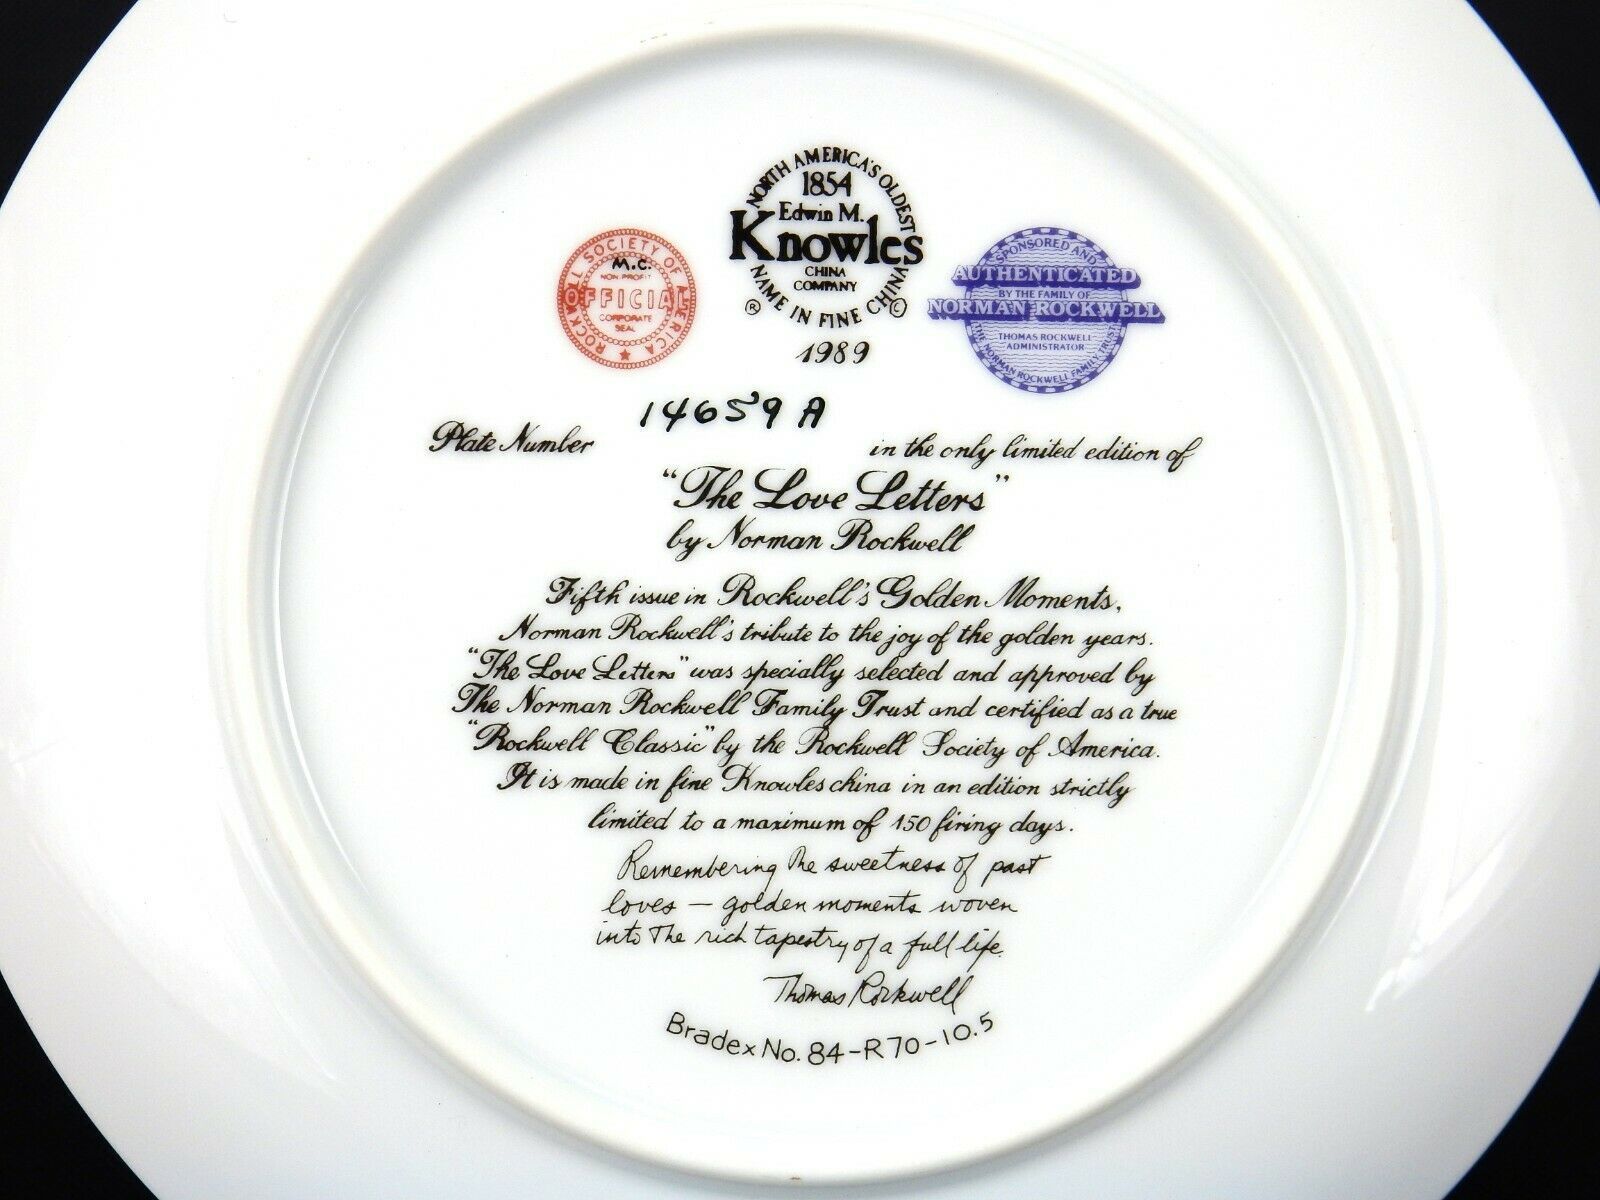 NORTH AMERICA'S OLDEST
1854
Edwin M.
Knowles
CHINA
COMPANY
NAME IN FINE CHINA
® ©
1989
ROCKWELL SOCIETY OF AMERICA
M.C.
NON PROFIT
OFFICIAL
CORPORATE
SEAL
★
SPONSORED AND
AUTHENTICATED
BY THE FAMILY OF
NORMAN ROCKWELL
THOMAS ROCKWELL
ADMINISTRATOR
THE NORMAN ROCKWELL FAMILY TRUST
14659A
Plate Number in the only limited edition of
"The Love Letters"
by Norman Rockwell
Fifth issue in Rockwell's Golden Moments,
Norman Rockwell's tribute to the joy of the golden years.
"The Love Letters" was specially selected and approved by
The Norman Rockwell Family Trust and certified as a true
"Rockwell Classic" by the Rockwell Society of America.
It is made in fine Knowles china in an edition strictly
limited to a maximum of 150 firing days.
Remembering the sweetness of past
loves — golden moments woven
into the rich tapestry of a full life.
Thomas Rockwell
Bradex No. 84-R70-10.5